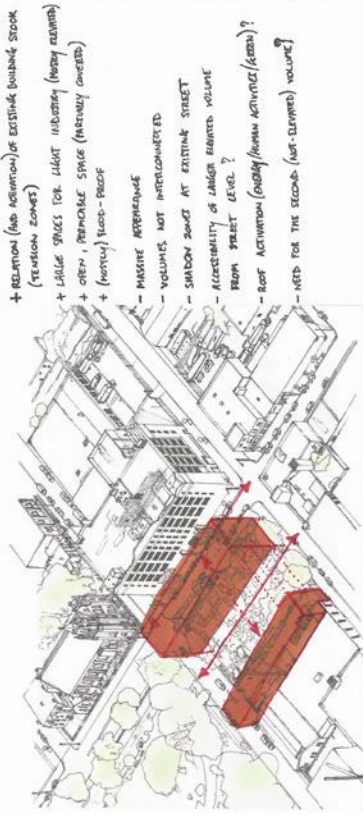 + RELATION (AND ACTIVATION) OF EXISTING BUILDING STOCK
(TENSION ZONES)
+ LARGE SPACES FOR LIGHT INDUSTRY (MOSTLY ELEVATED)
+ OPEN, PERMEABLE SPACE (PARTIALLY COVERED)
+ (MOSTLY) FLOOD-PROOF
- MASSIVE APPEARANCE
- VOLUMES NOT INTERCONNECTED
- SHADOW ZONES AT EXISTING STREET
- ACCESSIBILITY OF LARGER ELEVATED VOLUME
FROM STREET LEVEL?
- ROOF ACTIVATION (ENERGY/HUMAN ACTIVITIES/GREEN)?
- NEED FOR THE SECOND (NOT-ELEVATED) VOLUME?